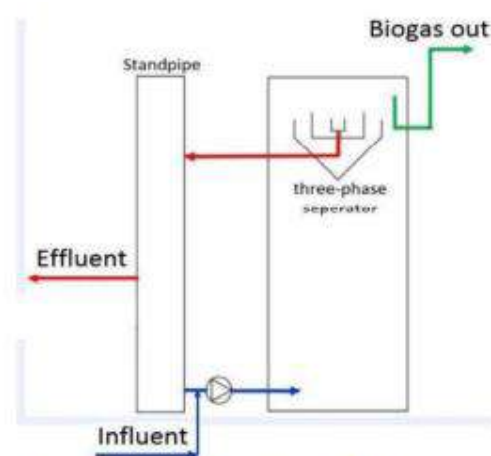 Biogas out
Standpipe
three-phase
seperator
Effluent
Influent